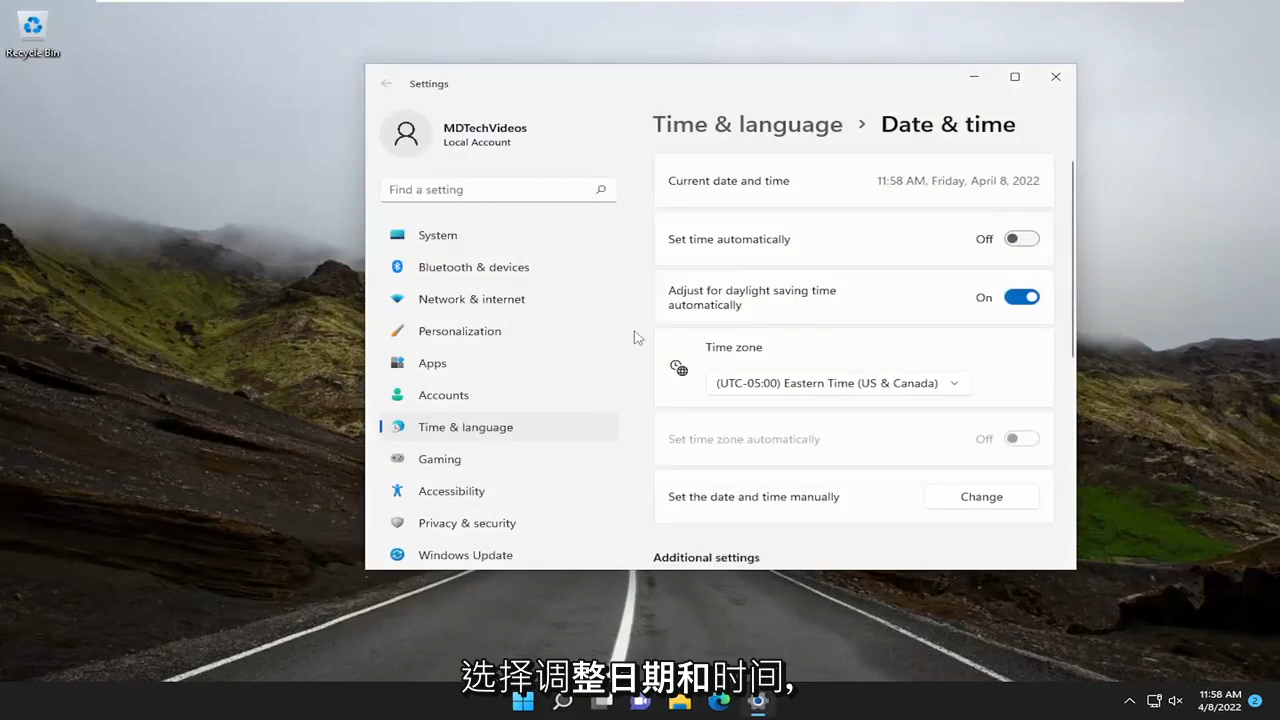 Recycle Bin
Settings
MDTechVideos
Local Account
Find a setting
System
Bluetooth & devices
Network & internet
Personalization
Apps
Accounts
Time & language
Gaming
Accessibility
Privacy & security
Windows Update
Time & language › Date & time
Current date and time 11:58 AM, Friday, April 8, 2022
Set time automatically Off
Adjust for daylight saving time
automatically On
Time zone
(UTC-05:00) Eastern Time (US & Canada)
Set time zone automatically Off
Set the date and time manually Change
Additional settings
选择调整日期和时间,
11:58 AM
4/8/2022
2